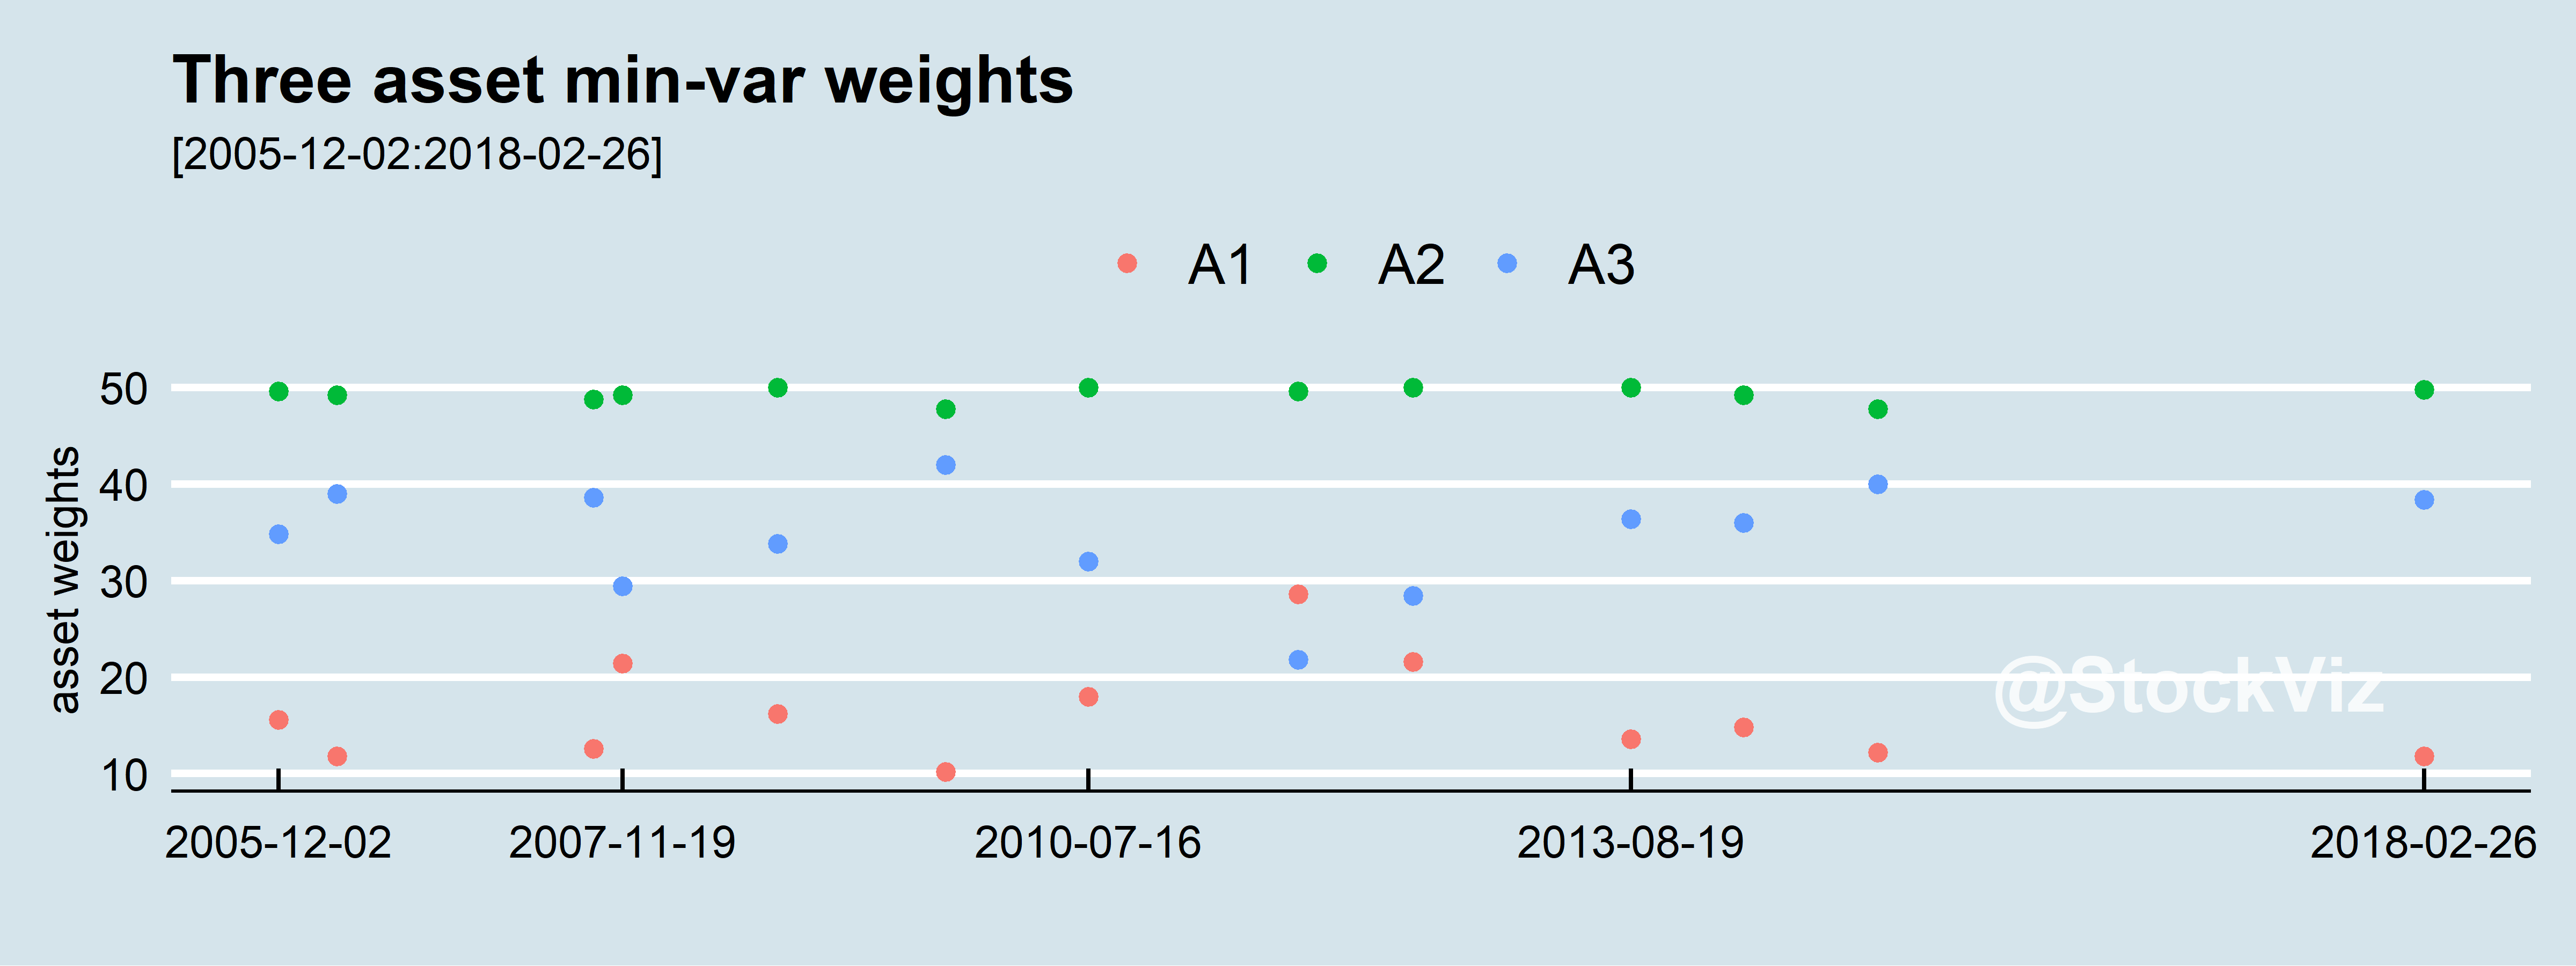 Three asset min-var weights
[2005-12-02:2018-02-26]
A1 A2 A3
asset weights
50
40
30
20
10
@StockViz
2005-12-02 2007-11-19 2010-07-16 2013-08-19 2018-02-26